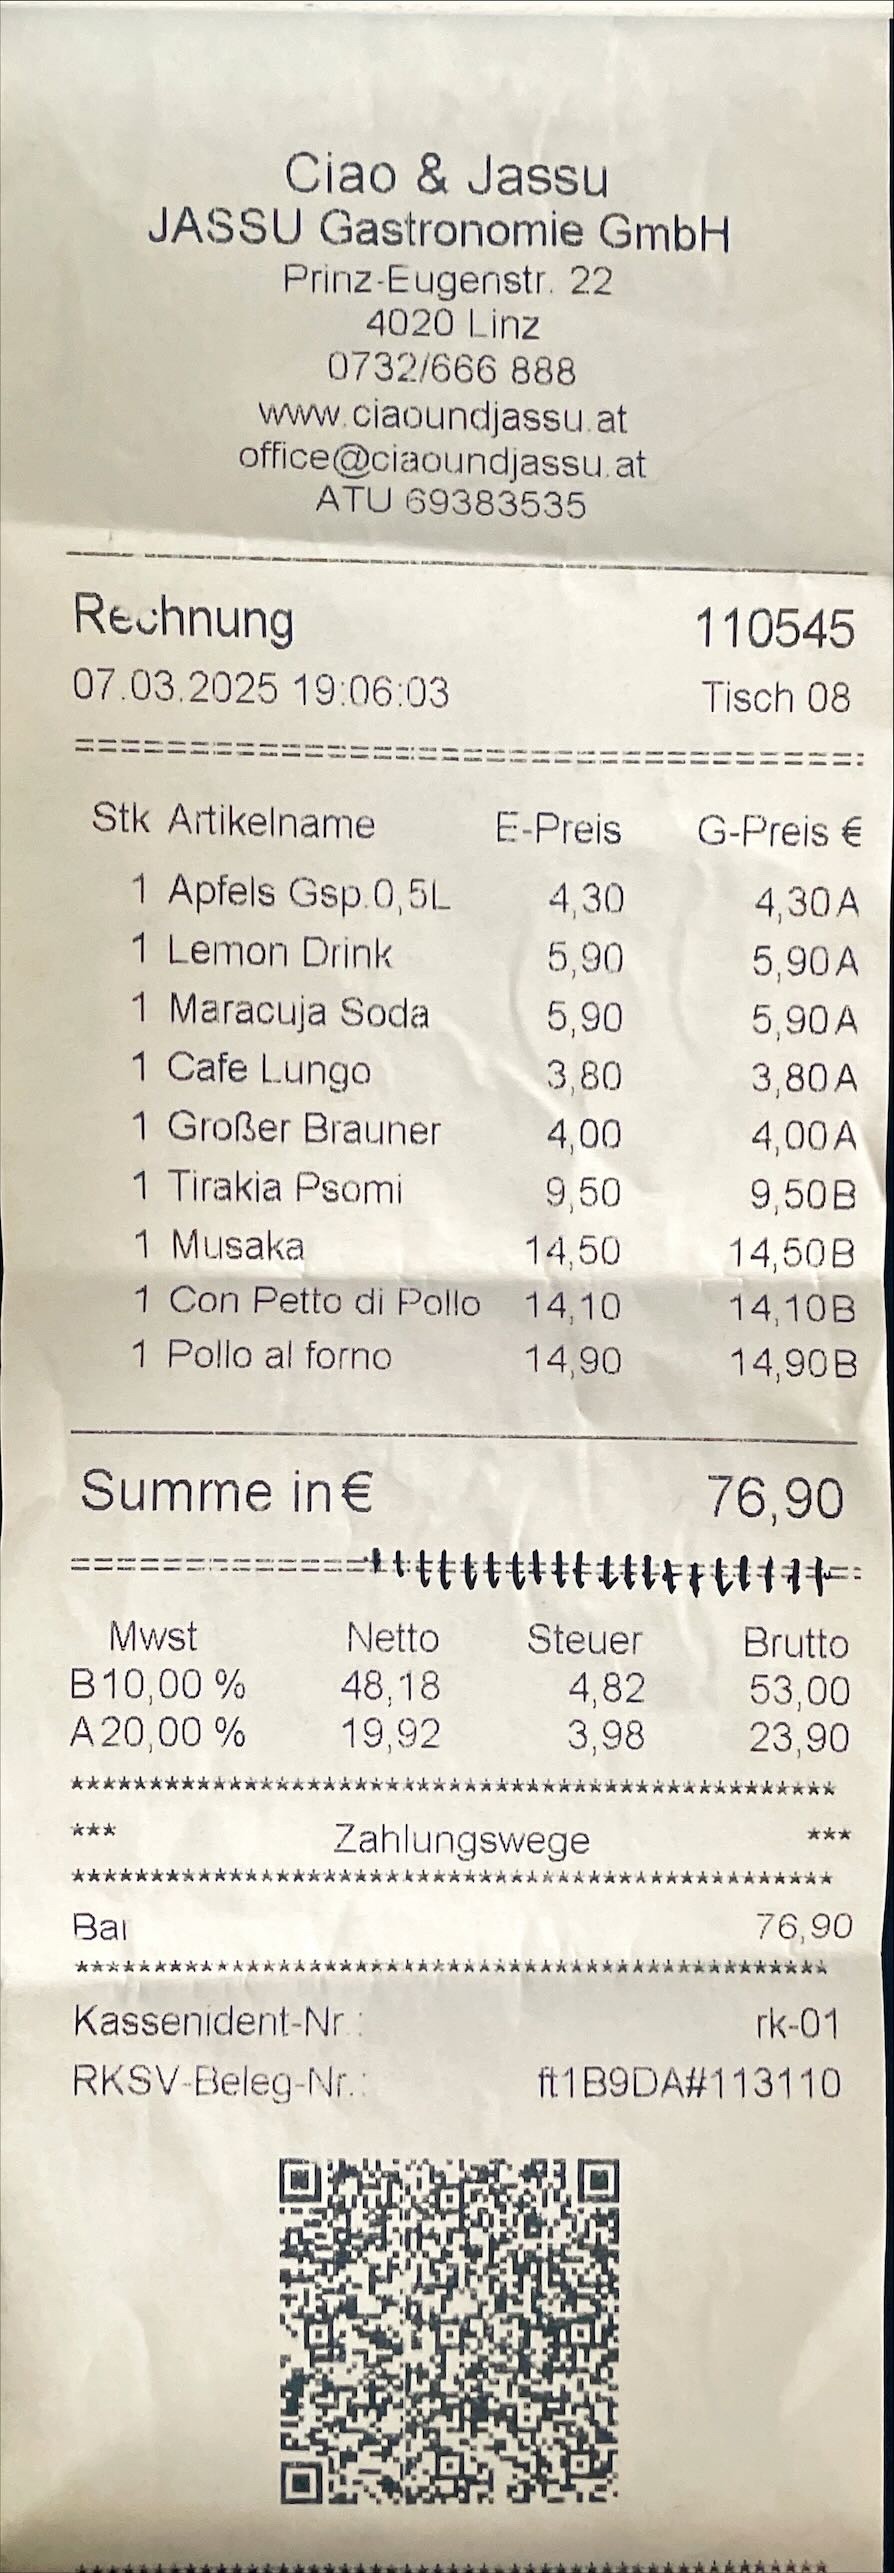 Ciao & Jassu
JASSU Gastronomie GmbH
Prinz-Eugenstr. 22
4020 Linz
0732/666 888
www.ciaoundjassu.at
office@ciaoundjassu.at
ATU 69383535
Rechnung 110545
07.03.2025 19:06:03 Tisch 08
Stk Artikelname E-Preis G-Preis €
1 Apfels Gsp.0,5L 4,30 4,30A
1 Lemon Drink 5,90 5,90A
1 Maracuja Soda 5,90 5,90A
1 Cafe Lungo 3,80 3,80A
1 Großer Brauner 4,00 4,00A
1 Tirakia Psomi 9,50 9,50B
1 Musaka 14,50 14,50B
1 Con Petto di Pollo 14,10 14,10B
1 Pollo al forno 14,90 14,90B
Summe in€ 76,90
Mwst Netto Steuer Brutto
B10,00 % 48,18 4,82 53,00
A20,00 % 19,92 3,98 23,90
*** Zahlungswege ***
Bar 76,90
Kassenident-Nr.: rk-01
RKSV-Beleg-Nr.: ft1B9DA#113110